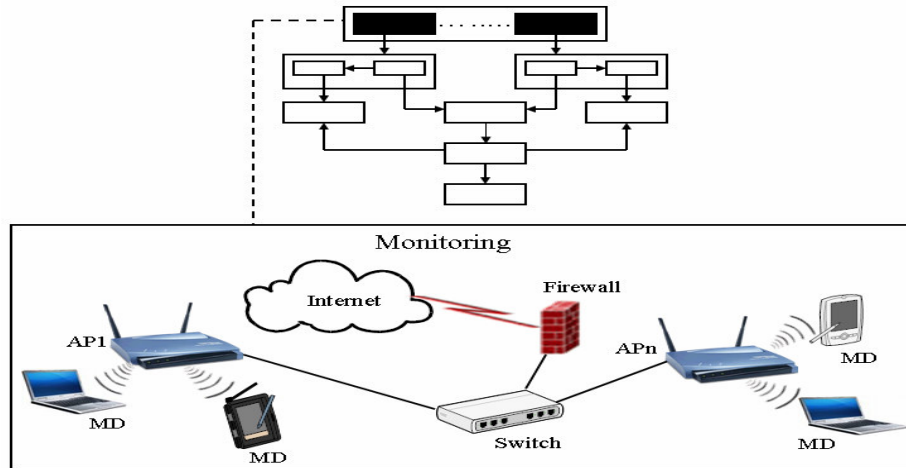 Monitoring
Internet
Firewall
AP1
APn
MD
MD
Switch
MD
MD